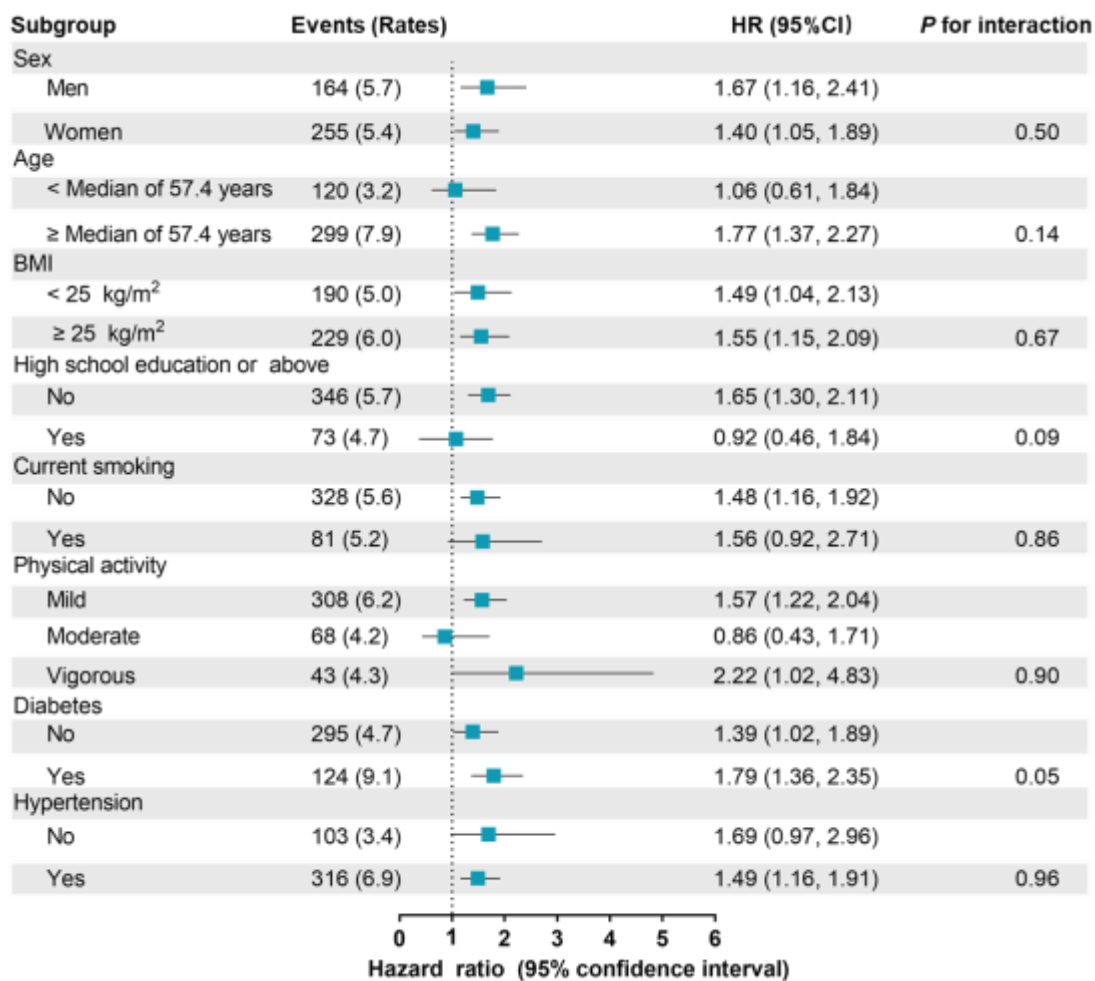 Subgroup Events (Rates) HR (95%CI) P for interaction
Sex
Men 164 (5.7) 1.67 (1.16, 2.41)
Women 255 (5.4) 1.40 (1.05, 1.89) 0.50
Age
< Median of 57.4 years 120 (3.2) 1.06 (0.61, 1.84)
≥ Median of 57.4 years 299 (7.9) 1.77 (1.37, 2.27) 0.14
BMI
< 25 kg/m² 190 (5.0) 1.49 (1.04, 2.13)
≥ 25 kg/m² 229 (6.0) 1.55 (1.15, 2.09) 0.67
High school education or above
No 346 (5.7) 1.65 (1.30, 2.11)
Yes 73 (4.7) 0.92 (0.46, 1.84) 0.09
Current smoking
No 328 (5.6) 1.48 (1.16, 1.92)
Yes 81 (5.2) 1.56 (0.92, 2.71) 0.86
Physical activity
Mild 308 (6.2) 1.57 (1.22, 2.04)
Moderate 68 (4.2) 0.86 (0.43, 1.71)
Vigorous 43 (4.3) 2.22 (1.02, 4.83) 0.90
Diabetes
No 295 (4.7) 1.39 (1.02, 1.89)
Yes 124 (9.1) 1.79 (1.36, 2.35) 0.05
Hypertension
No 103 (3.4) 1.69 (0.97, 2.96)
Yes 316 (6.9) 1.49 (1.16, 1.91) 0.96
0 1 2 3 4 5 6
Hazard ratio (95% confidence interval)